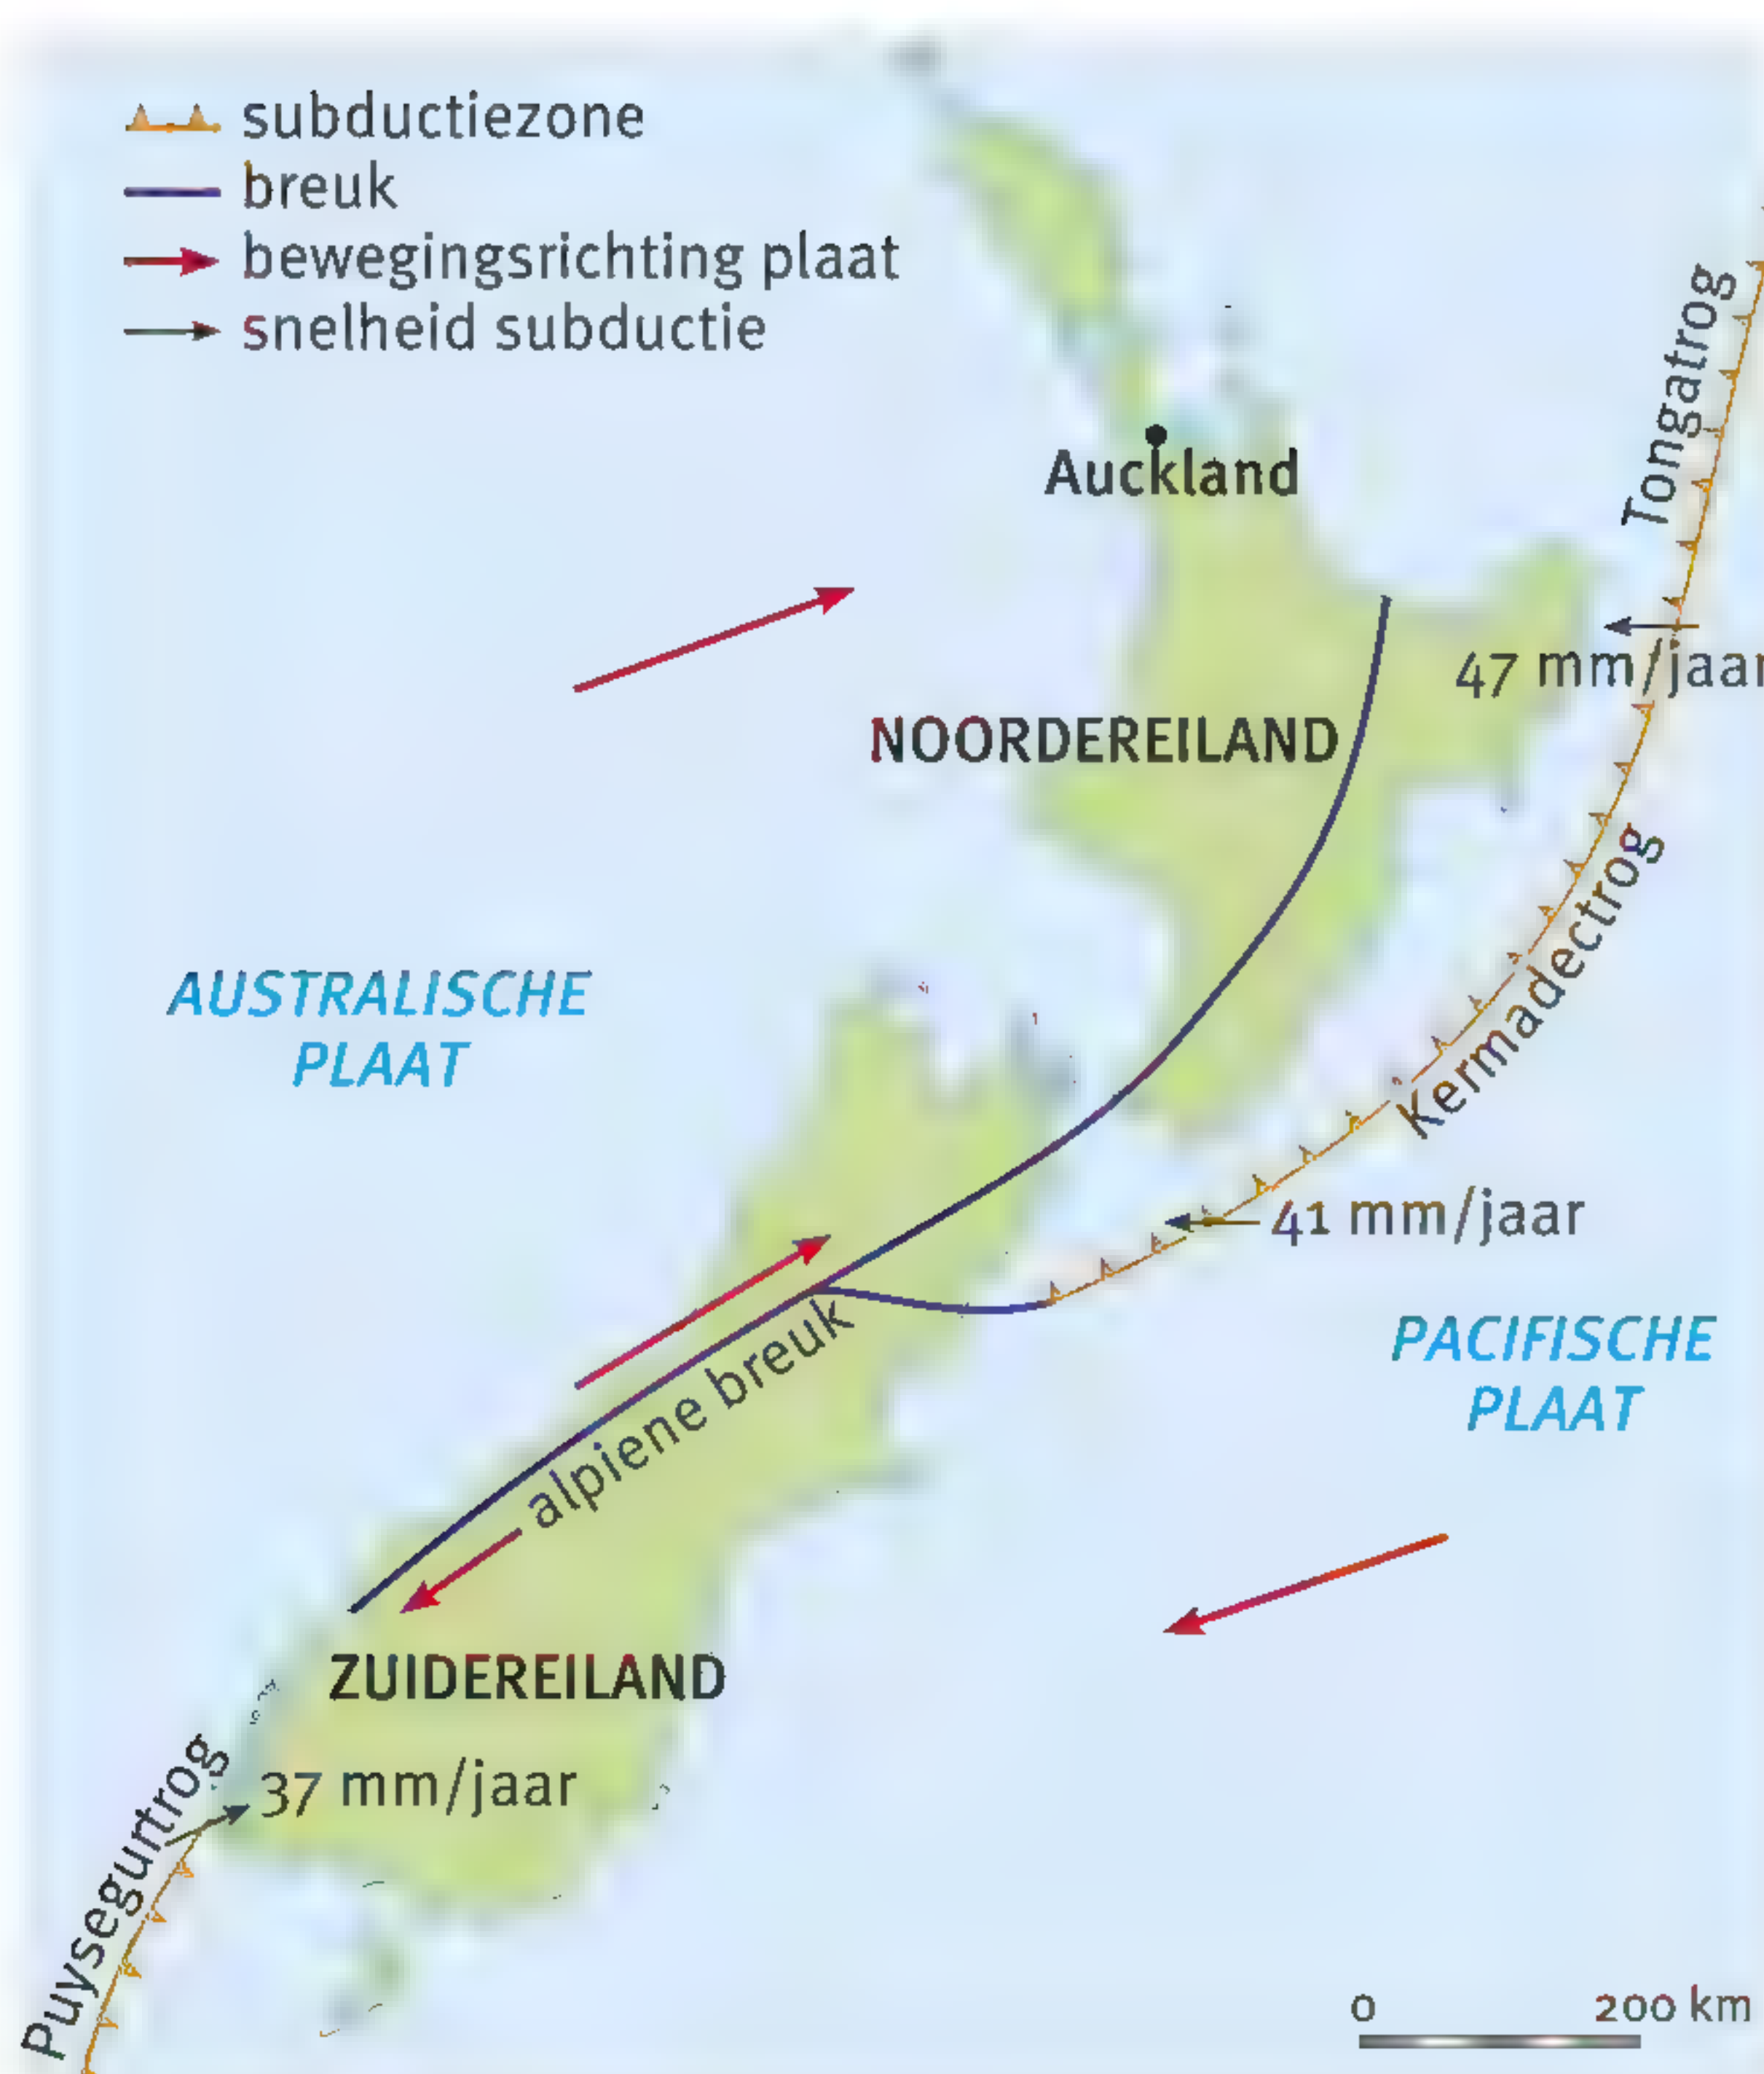 subductiezone
breuk
bewegingsrichting plaat
snelheid subductie
Tongatrog
Auckland
47 mm/jaar
NOORDEREILAND
Kermadectrog
AUSTRALISCHE
PLAAT
41 mm/jaar
alpiene breuk
PACIFISCHE
PLAAT
ZUIDEREILAND
37 mm/jaar
Puysegurtrog
0 200 km